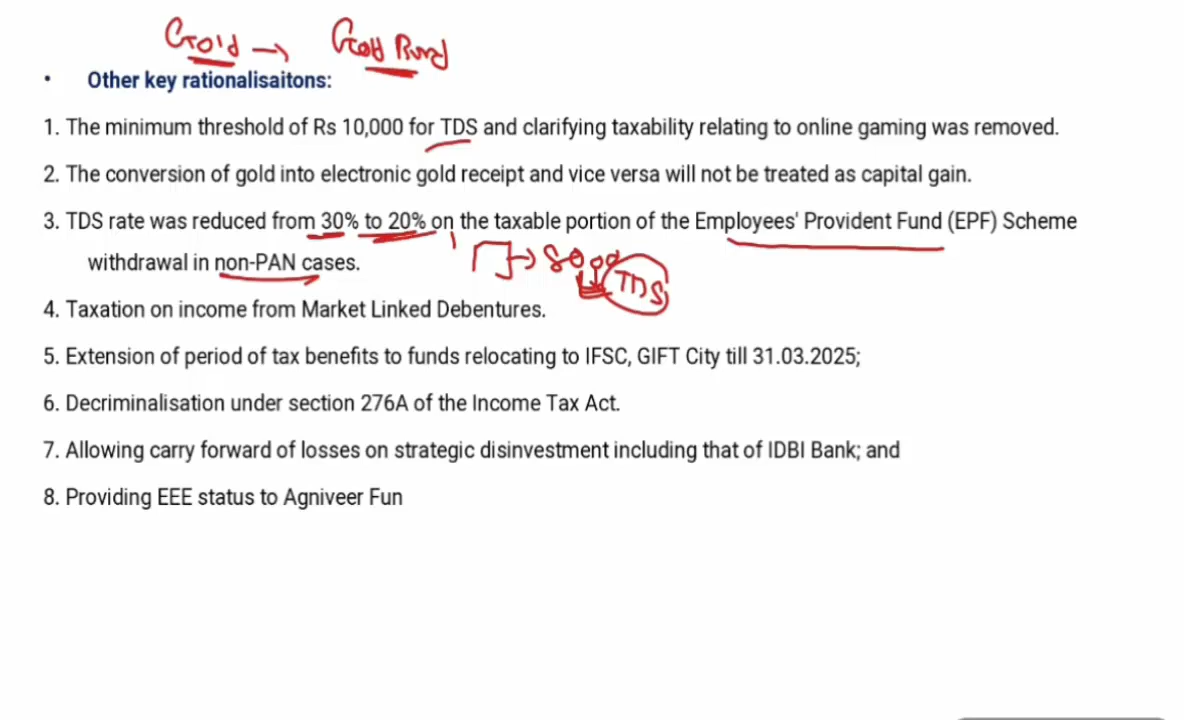 Gold → Gold Bond
• Other key rationalisaitons:
1. The minimum threshold of Rs 10,000 for TDS and clarifying taxability relating to online gaming was removed.
2. The conversion of gold into electronic gold receipt and vice versa will not be treated as capital gain.
3. TDS rate was reduced from 30% to 20% on the taxable portion of the Employees' Provident Fund (EPF) Scheme
withdrawal in non-PAN cases.
TDS
4. Taxation on income from Market Linked Debentures.
5. Extension of period of tax benefits to funds relocating to IFSC, GIFT City till 31.03.2025;
6. Decriminalisation under section 276A of the Income Tax Act.
7. Allowing carry forward of losses on strategic disinvestment including that of IDBI Bank; and
8. Providing EEE status to Agniveer Fun